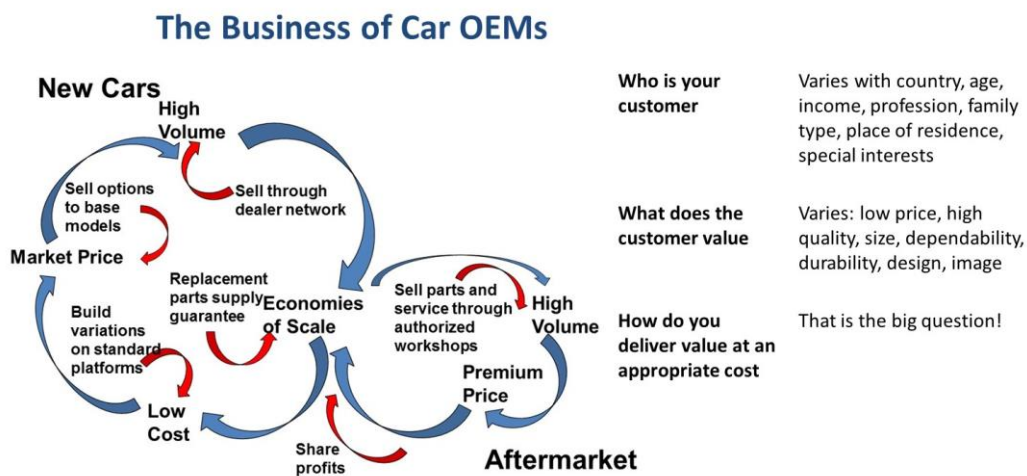 The Business of Car OEMs
New Cars
High
Volume
Sell options
to base
models
Sell through
dealer network
Market Price
Replacement
parts supply
guarantee
Economies
of Scale
Build
variations
on standard
platforms
Low
Cost
Sell parts and
service through
authorized
workshops
High
Volume
Premium
Price
Share
profits
Aftermarket
Who is your
customer
Varies with country, age,
income, profession, family
type, place of residence,
special interests
What does the
customer value
Varies: low price, high
quality, size, dependability,
durability, design, image
How do you
deliver value at an
appropriate cost
That is the big question!